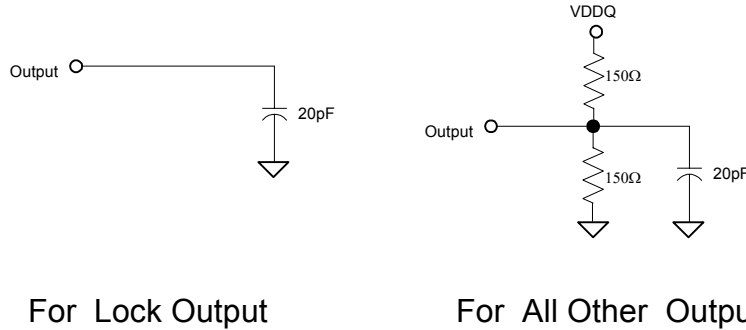 VDDQ
Output
150Ω
20pF
Output
150Ω
20pF
For Lock Output
For All Other Outpu